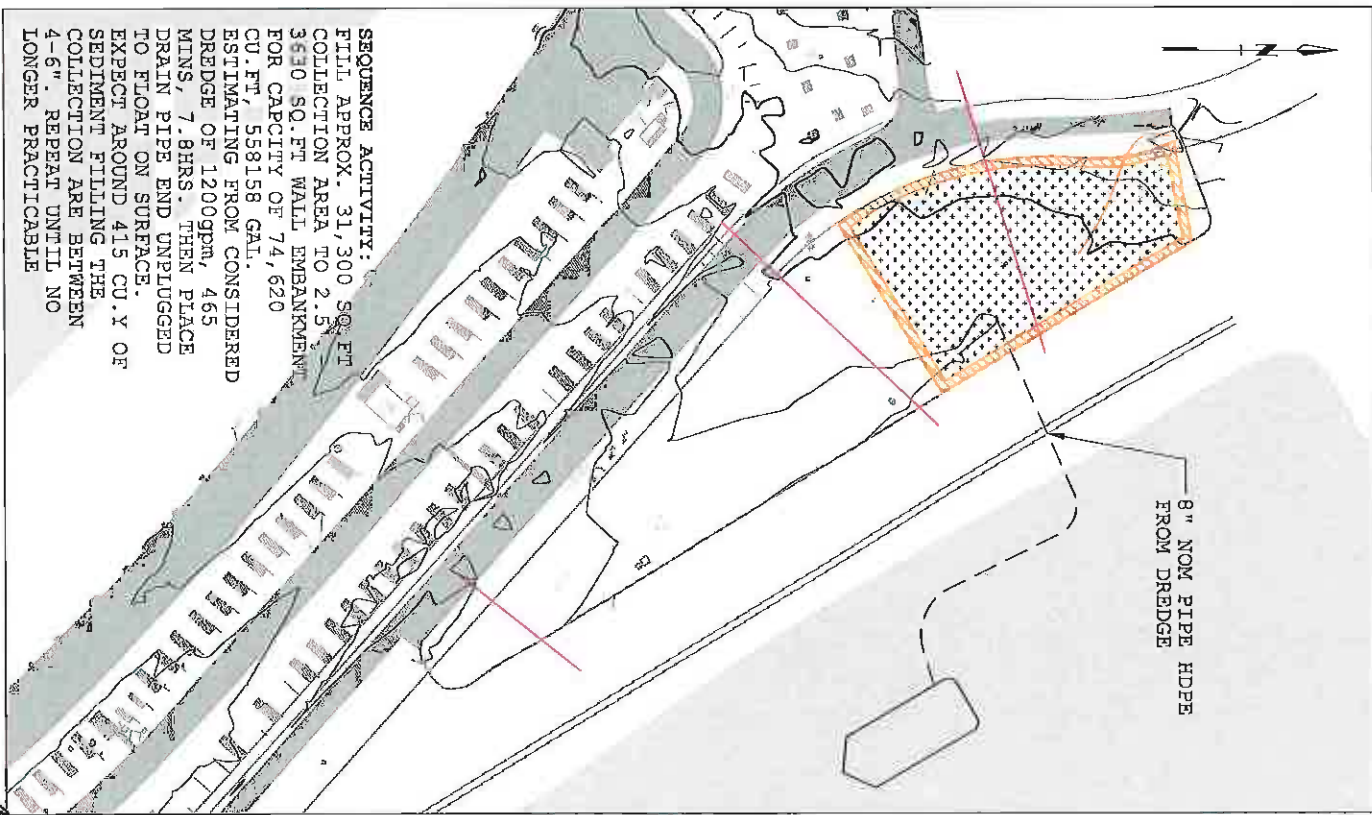 SEQUENCE ACTIVITY:
FILL APPROX. 31,300 SQ. FT
COLLECTION AREA TO 2.5'
3630 SQ.FT WALL EMBANKMENT
FOR CAPCITY OF 74,620
CU.FT, 558158 GAL.
ESTIMATING FROM CONSIDERED
DREDGE OF 1200gpm, 465
MINS, 7.8HRS. THEN PLACE
DRAIN PIPE END UNPLUGGED
TO FLOAT ON SURFACE.
EXPECT AROUND 415 CU.Y OF
SEDIMENT FILLING THE
COLLECTION ARE BETWEEN
4-6". REPEAT UNTIL NO
LONGER PRACTICABLE
8" NOM PIPE HDPE
FROM DREDGE
N